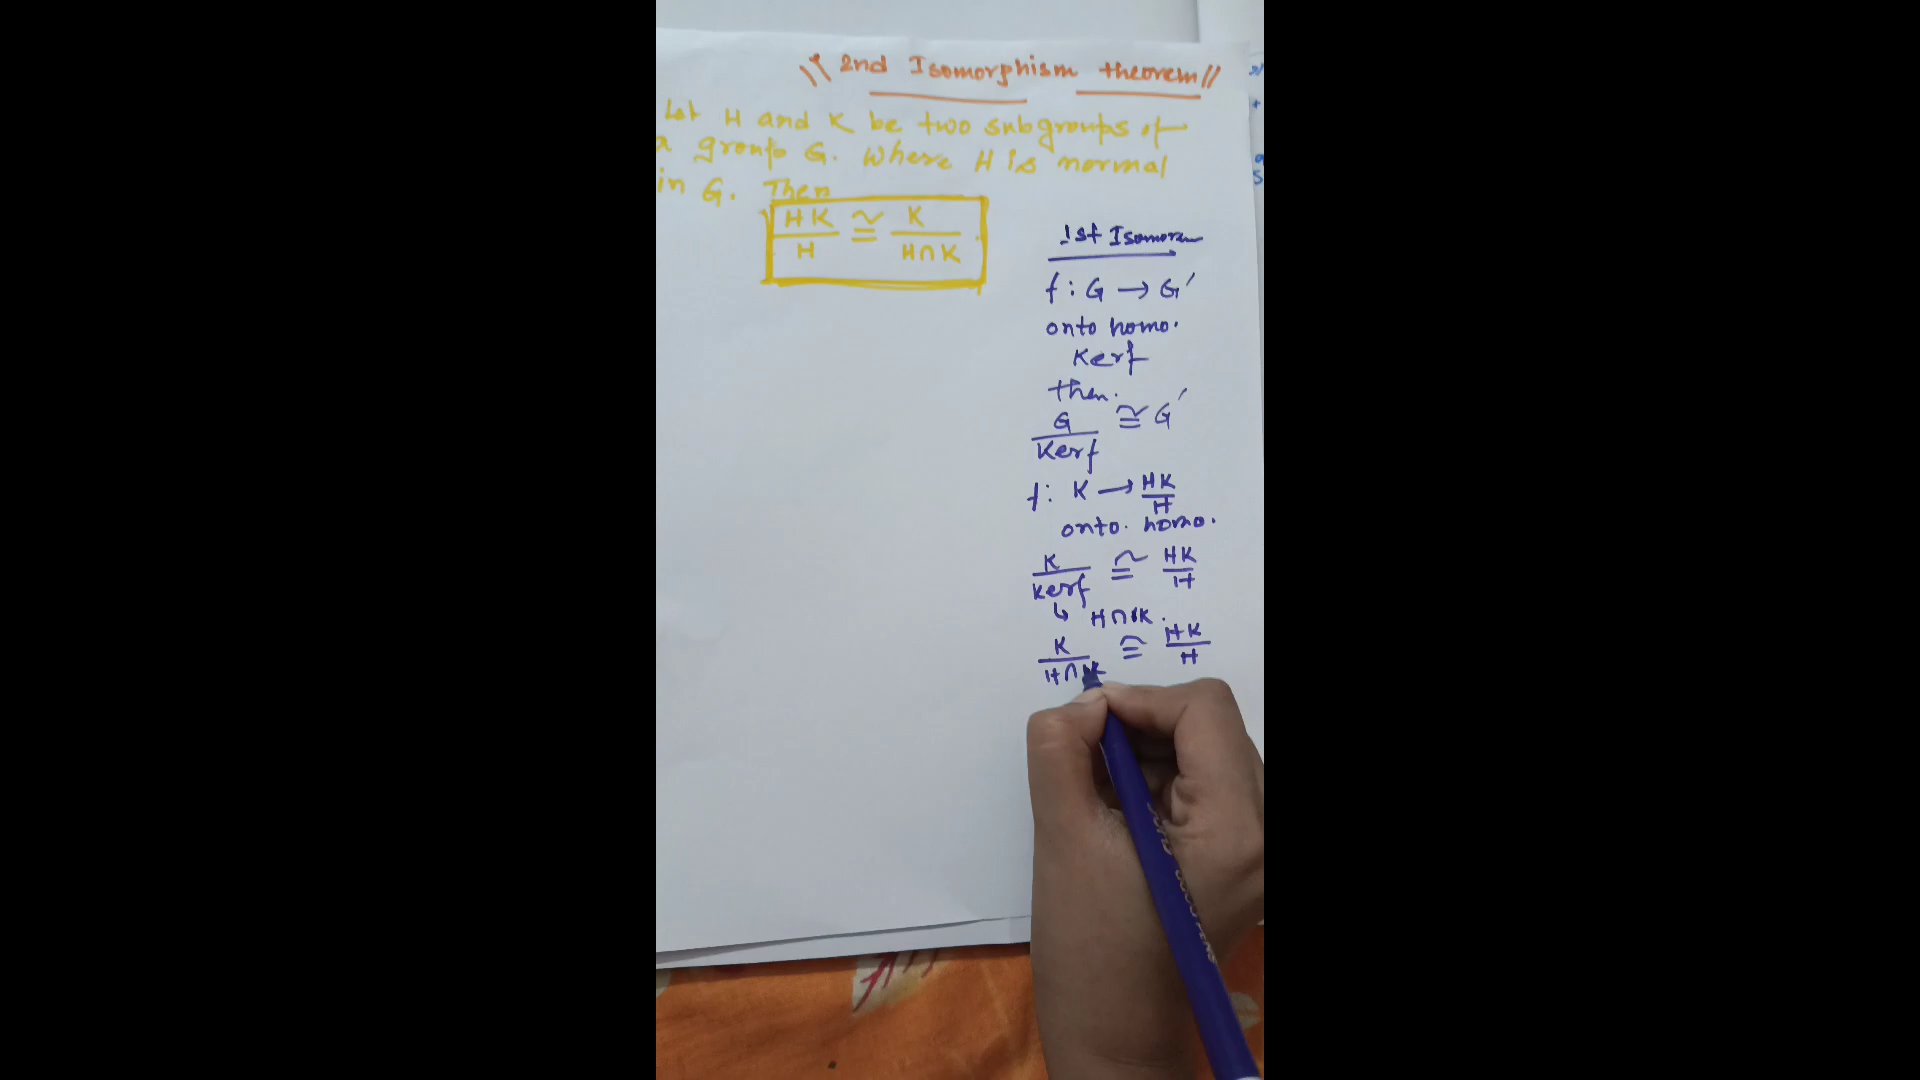 2nd Isomorphism theorem
Let H and K be two subgroups of
a group G. Where H is normal
in G. Then
HK/H ≅ K/H∩K.
1st Isomorm
f : G → G'
onto homo.
Kerf
then.
G/Kerf ≅ G'
f: K → HK/H
onto. homo.
K/kerf ≅ HK/H
↳ H∩K.
K/H∩K ≅ HK/H